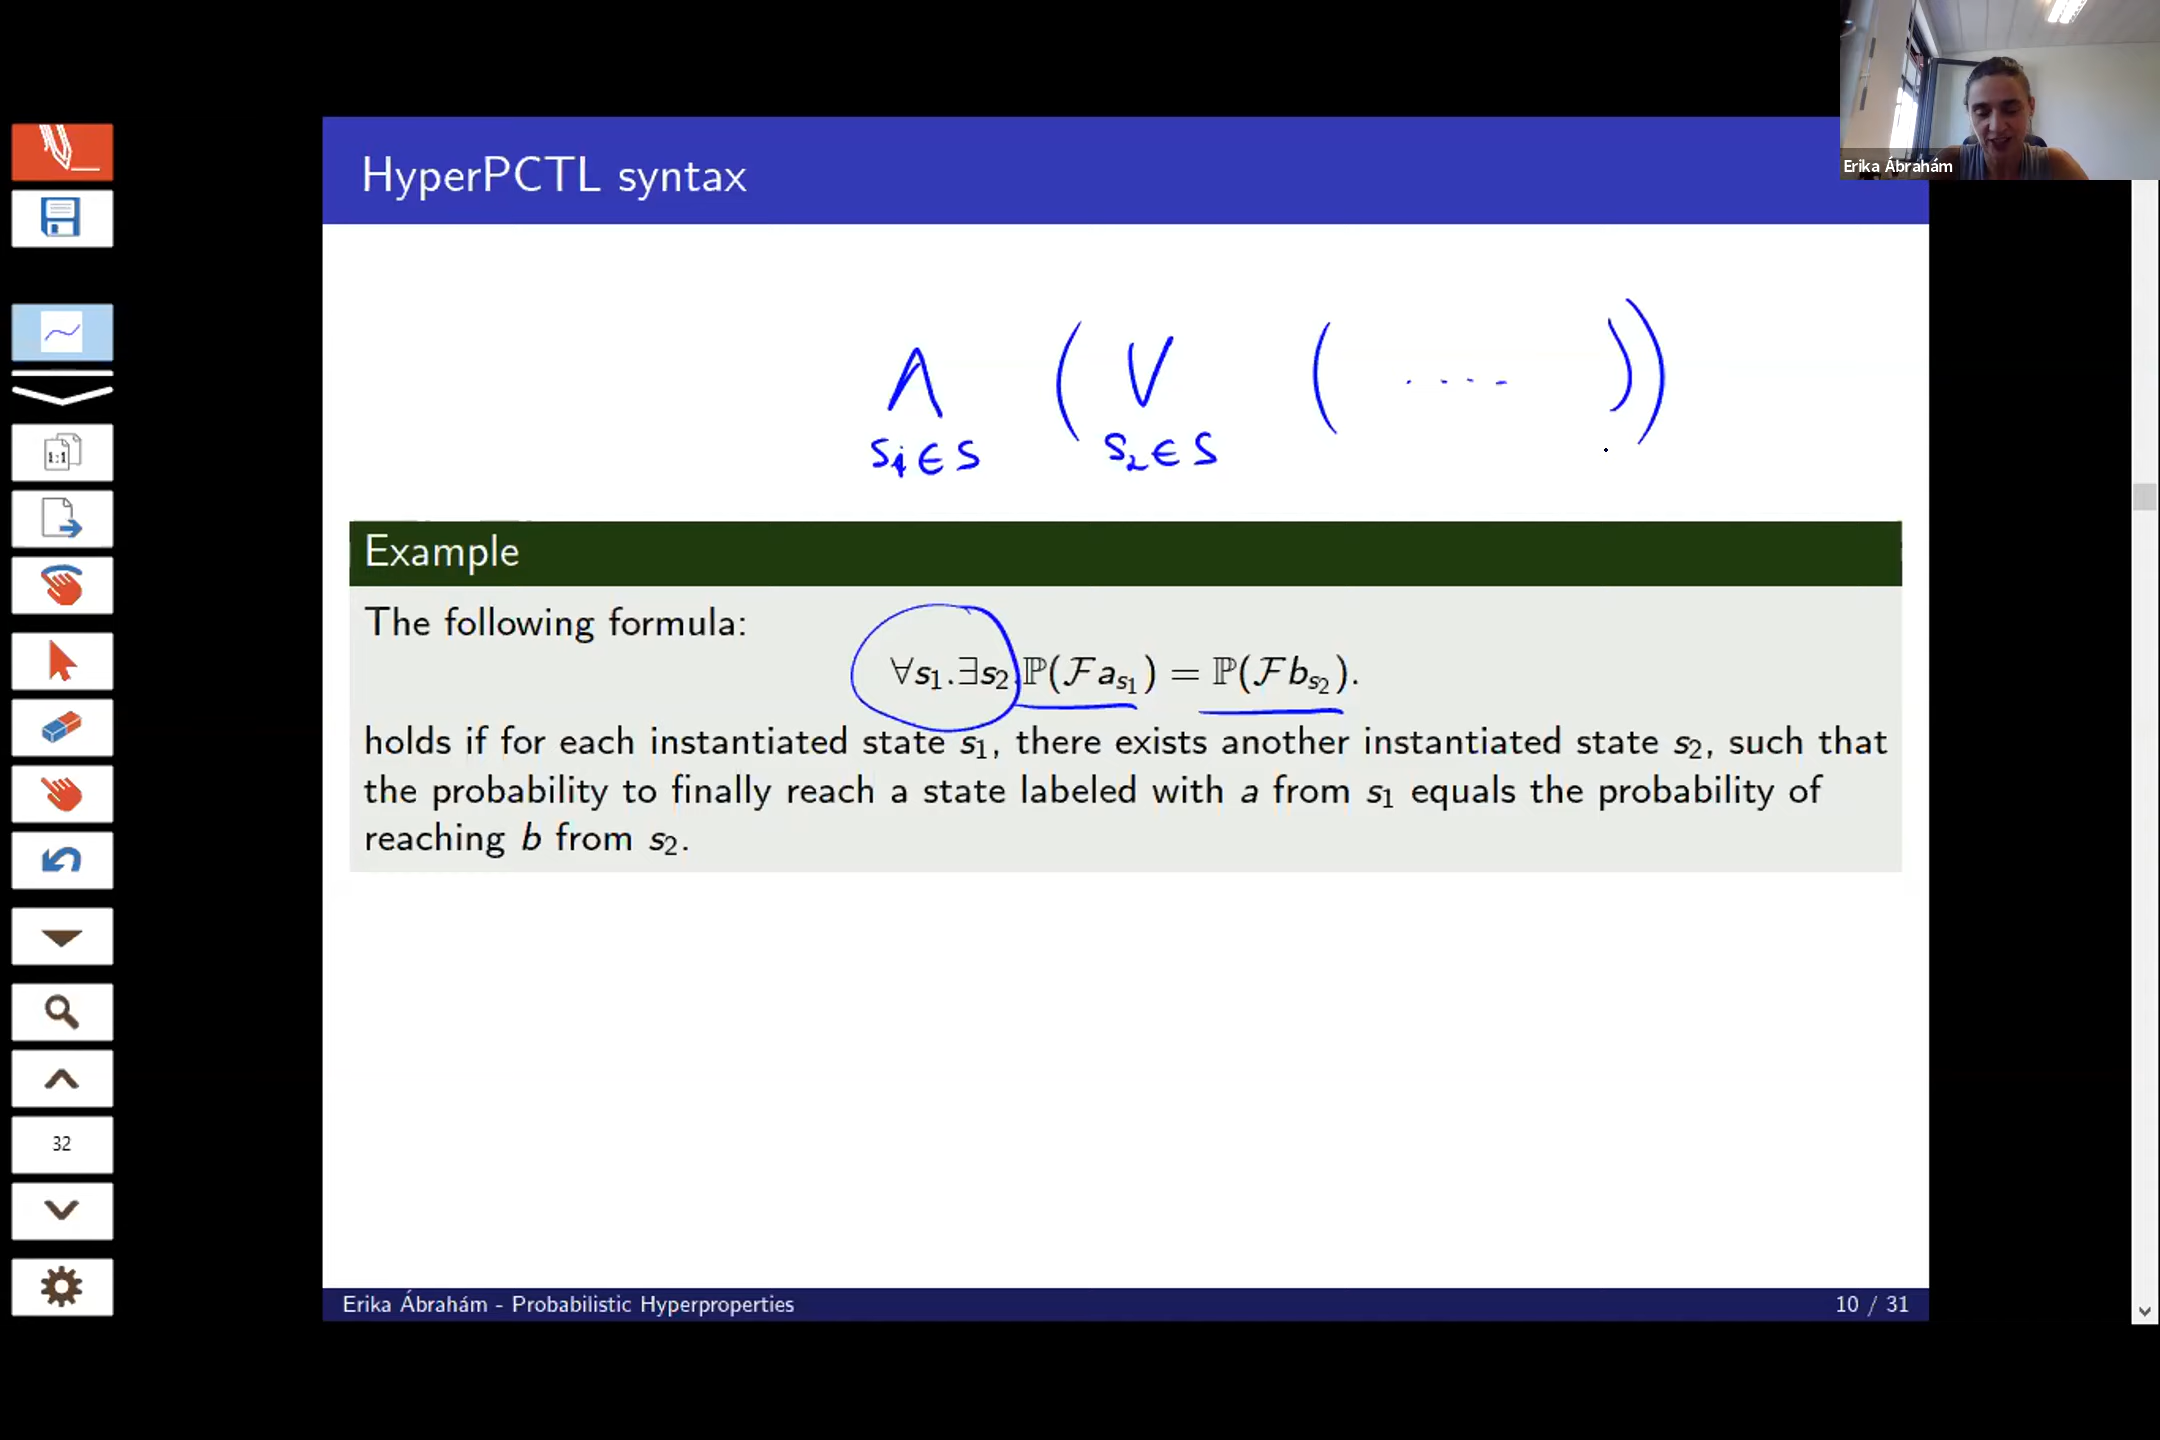 Erika Ábrahám
HyperPCTL syntax
⋀ ( ⋁ ( .... ))
s₁∈S s₂∈S
Example
The following formula:
∀s₁.∃s₂.ℙ(ℱa_{s₁}) = ℙ(ℱb_{s₂}).
holds if for each instantiated state s₁, there exists another instantiated state s₂, such that
the probability to finally reach a state labeled with a from s₁ equals the probability of
reaching b from s₂.
1:1
32
Erika Ábrahám - Probabilistic Hyperproperties 10 / 31